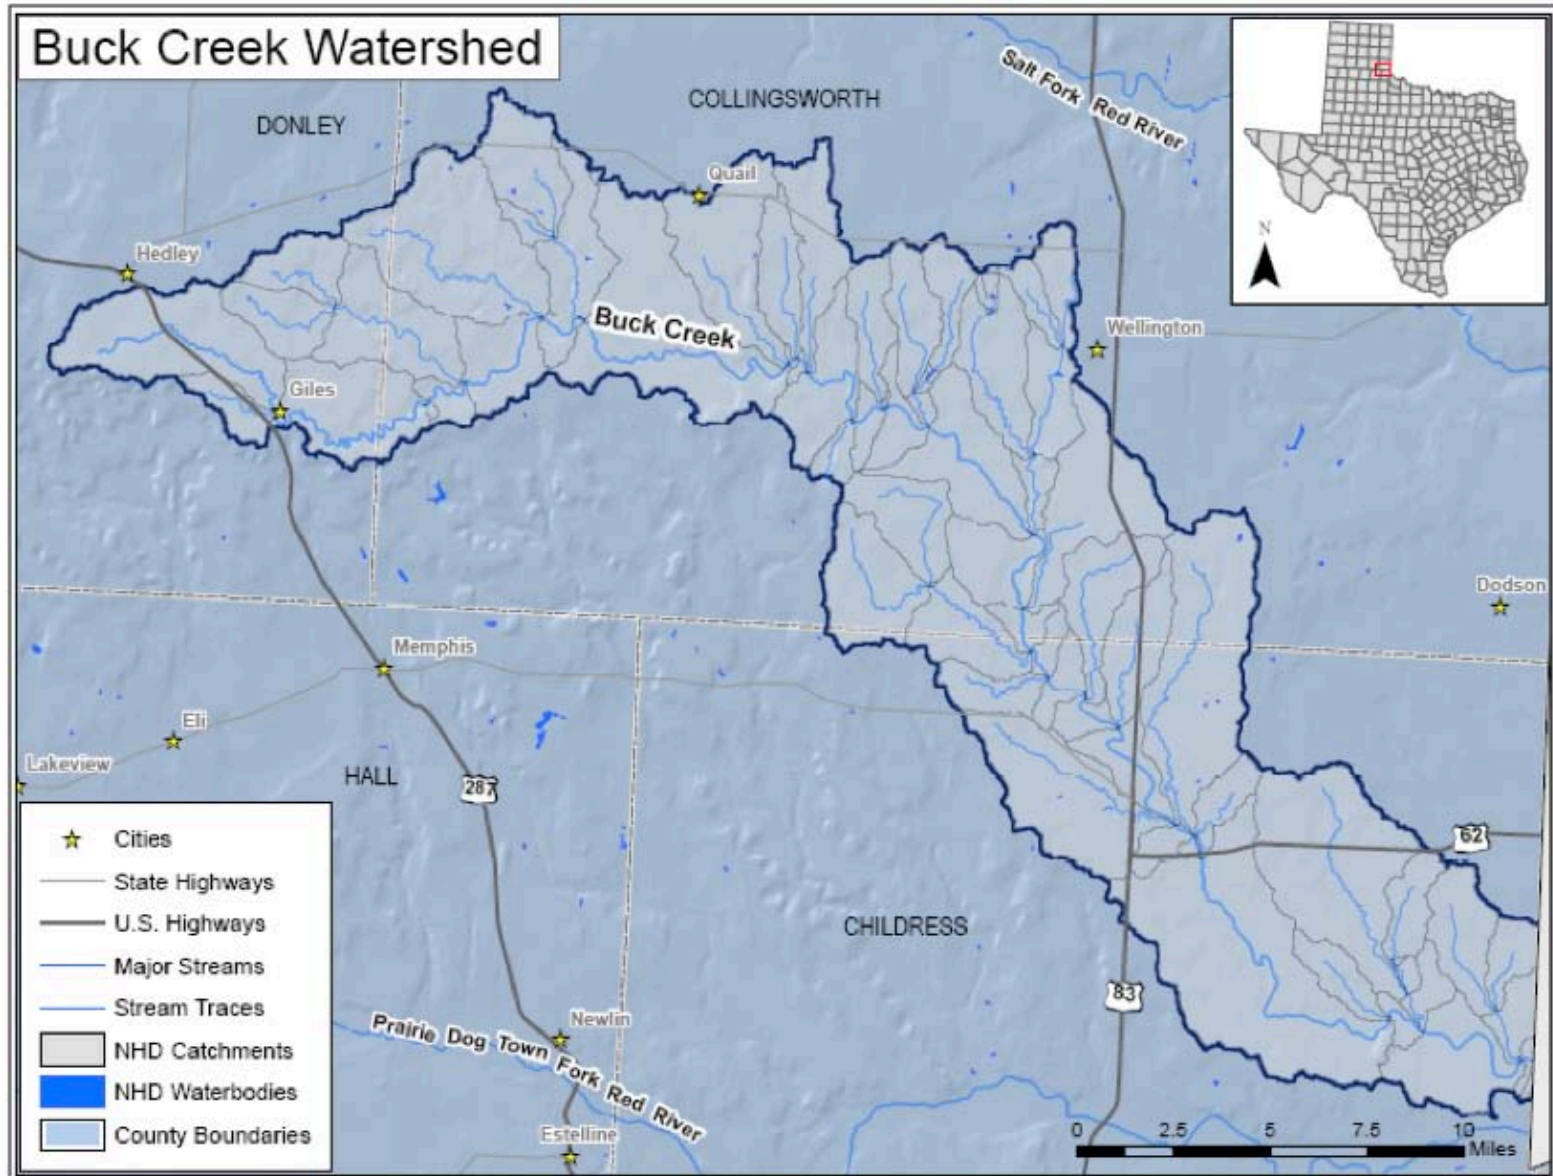 Buck Creek Watershed
COLLINGSWORTH
DONLEY
Salt Fork Red River
N
Quail
Hedley
Buck Creek
Wellington
Giles
Dodson
Memphis
Eli
Lakeview
HALL
287
62
CHILDRESS
83
Newlin
Prairie Dog Town Fork Red River
Estelline
Cities
State Highways
U.S. Highways
Major Streams
Stream Traces
NHD Catchments
NHD Waterbodies
County Boundaries
0 2.5 5 7.5 10
Miles